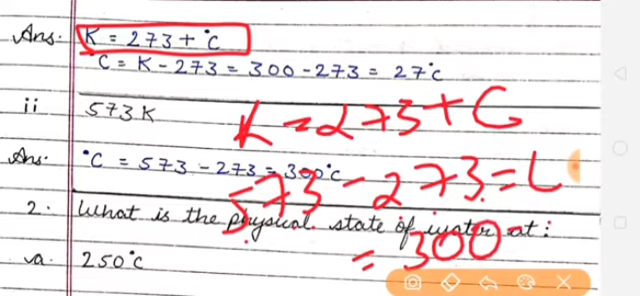 Ans. K = 273 + °C
°C = K - 273 = 300 - 273 = 27°C
ii 573K
K = 273 + C
Ans. °C = 573 - 273 = 300°C
573 - 273 = C
2. What is the physical state of water at :
= 300
a. 250°C